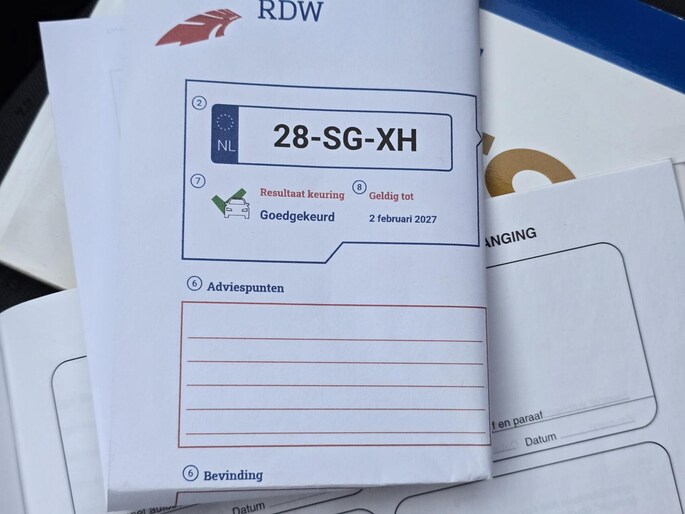 RDW
2
NL
28-SG-XH
7
Resultaat keuring
8
Geldig tot
Goedgekeurd
2 februari 2027
6 Adviespunten
6 Bevinding
ANGING
t en paraaf
Datum
Datum